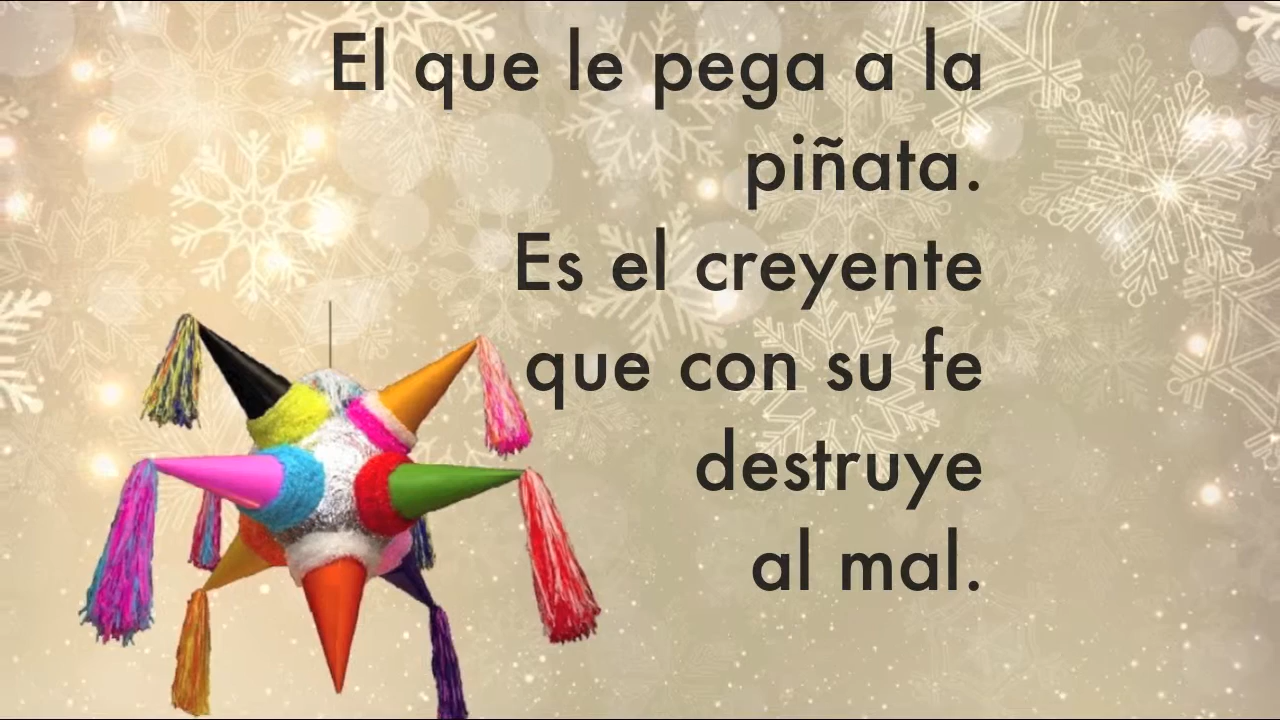 El que le pega a la
piñata.
Es el creyente
que con su fe
destruye
al mal.